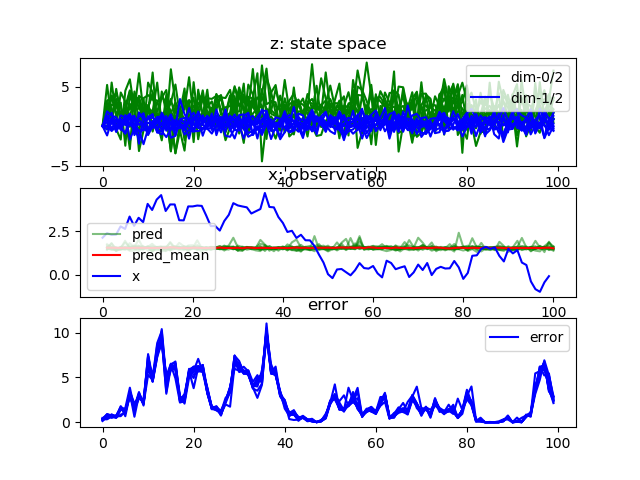 z: state space
5
0
−5
dim-0/2
dim-1/2
0 20 40 60 80 100
x: observation
2.5
0.0
pred
pred_mean
x
0 20 40 60 80 100
error
10
5
0
error
0 20 40 60 80 100